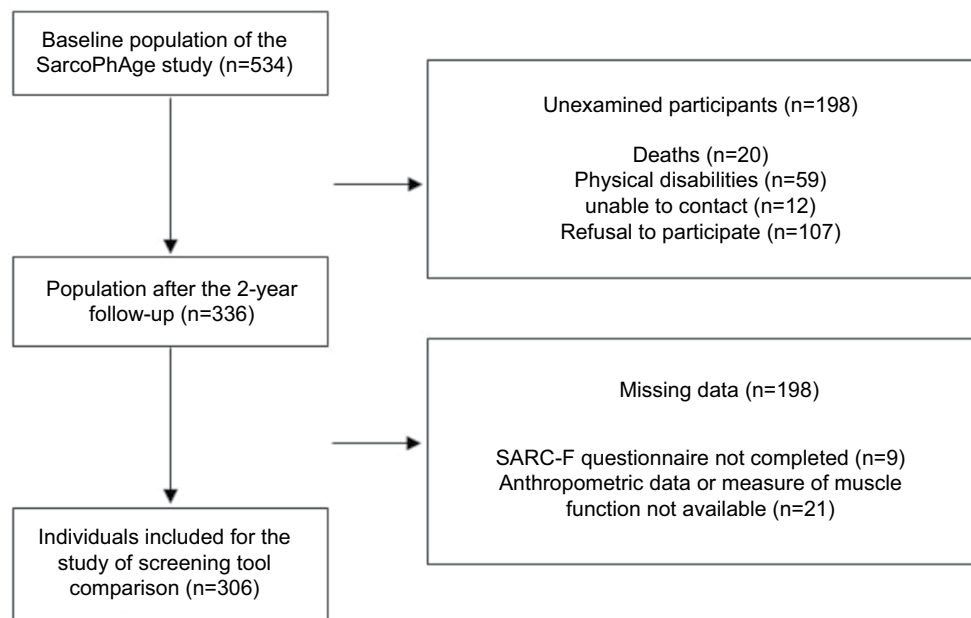 Baseline population of the
SarcoPhAge study (n=534)
Unexamined participants (n=198)
Deaths (n=20)
Physical disabilities (n=59)
unable to contact (n=12)
Refusal to participate (n=107)
Population after the 2-year
follow-up (n=336)
Missing data (n=198)
SARC-F questionnaire not completed (n=9)
Anthropometric data or measure of muscle
function not available (n=21)
Individuals included for the
study of screening tool
comparison (n=306)